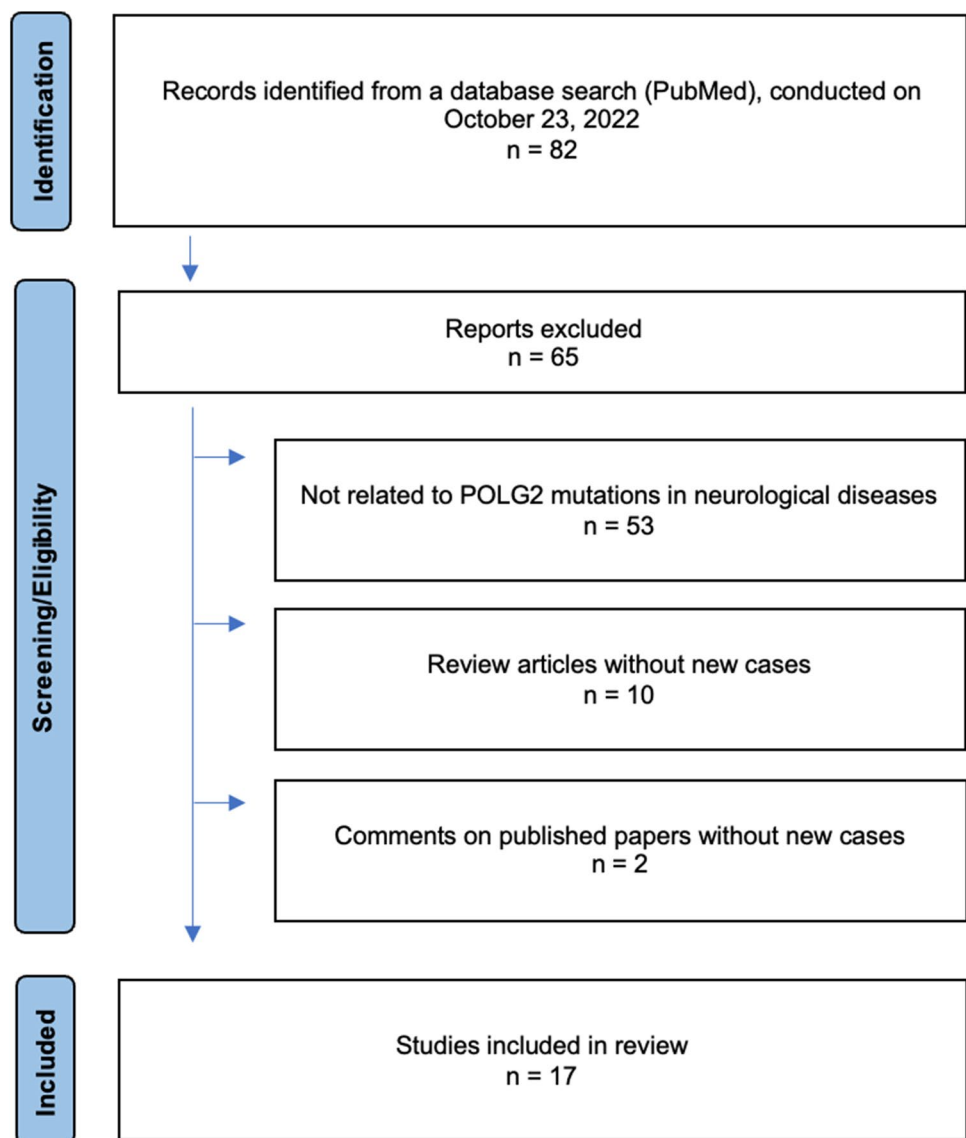 Identification
Records identified from a database search (PubMed), conducted on
October 23, 2022
n = 82
Screening/Eligibility
Reports excluded
n = 65
Not related to POLG2 mutations in neurological diseases
n = 53
Review articles without new cases
n = 10
Comments on published papers without new cases
n = 2
Included
Studies included in review
n = 17